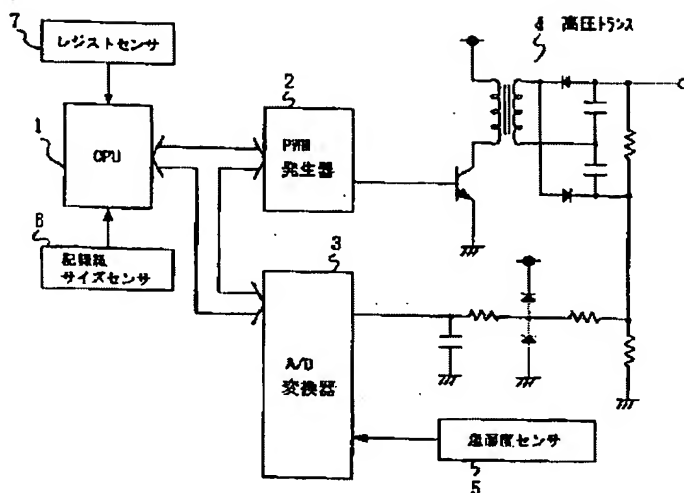 7
レジストセンサ
1
CPU
8
記録紙
サイズセンサ
2
PWM
発生器
4 高圧トランス
3
A/D
変換器
温湿度センサ
5